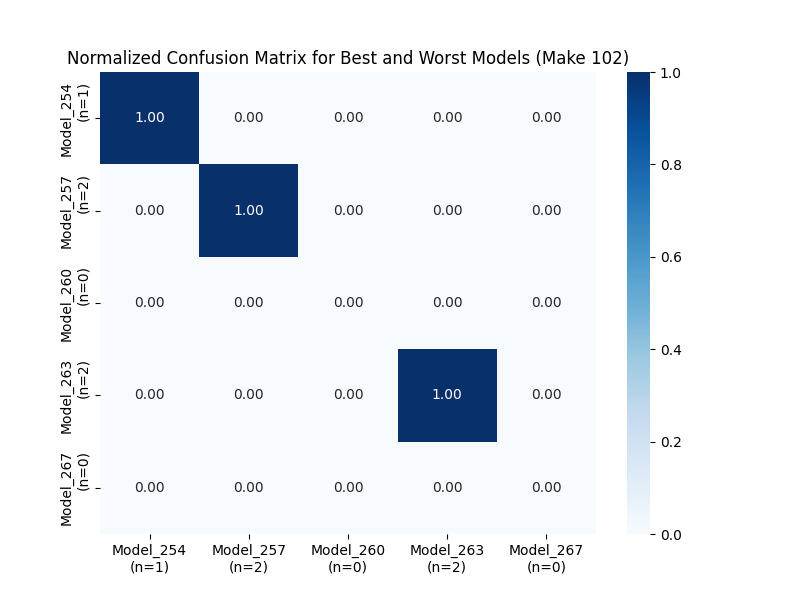 Normalized Confusion Matrix for Best and Worst Models (Make 102)
Model_254
(n=1)
1.00 0.00 0.00 0.00 0.00
Model_257
(n=2)
0.00 1.00 0.00 0.00 0.00
Model_260
(n=0)
0.00 0.00 0.00 0.00 0.00
Model_263
(n=2)
0.00 0.00 0.00 1.00 0.00
Model_267
(n=0)
0.00 0.00 0.00 0.00 0.00
Model_254 Model_257 Model_260 Model_263 Model_267
(n=1) (n=2) (n=0) (n=2) (n=0)
1.0
0.8
0.6
0.4
0.2
0.0